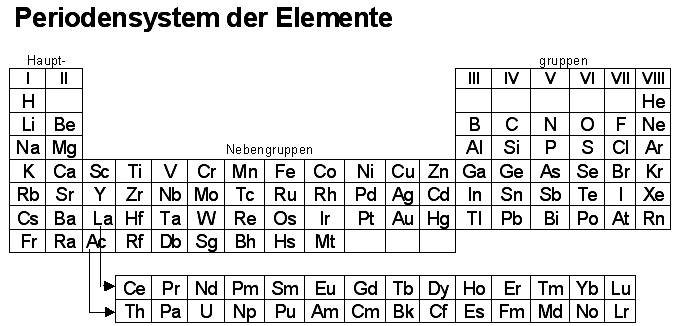 Periodensystem der Elemente
Haupt- gruppen
I II III IV V VI VII VIII
H He
Li Be B C N O F Ne
Na Mg Nebengruppen Al Si P S Cl Ar
K Ca Sc Ti V Cr Mn Fe Co Ni Cu Zn Ga Ge As Se Br Kr
Rb Sr Y Zr Nb Mo Tc Ru Rh Pd Ag Cd In Sn Sb Te I Xe
Cs Ba La Hf Ta W Re Os Ir Pt Au Hg Tl Pb Bi Po At Rn
Fr Ra Ac Rf Db Sg Bh Hs Mt
Ce Pr Nd Pm Sm Eu Gd Tb Dy Ho Er Tm Yb Lu
Th Pa U Np Pu Am Cm Bk Cf Es Fm Md No Lr